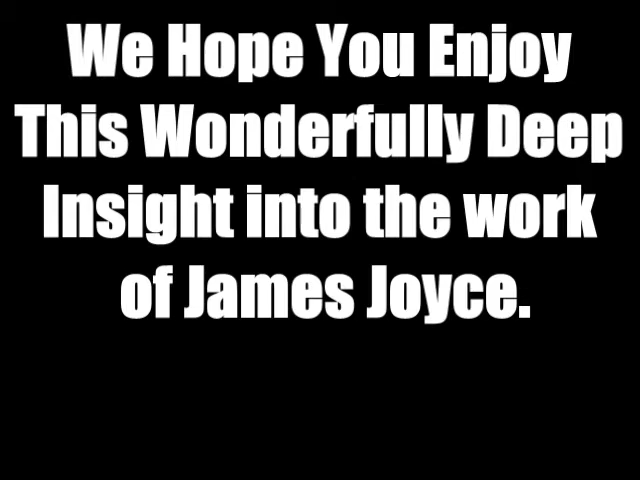 We Hope You Enjoy
This Wonderfully Deep
Insight into the work
of James Joyce.